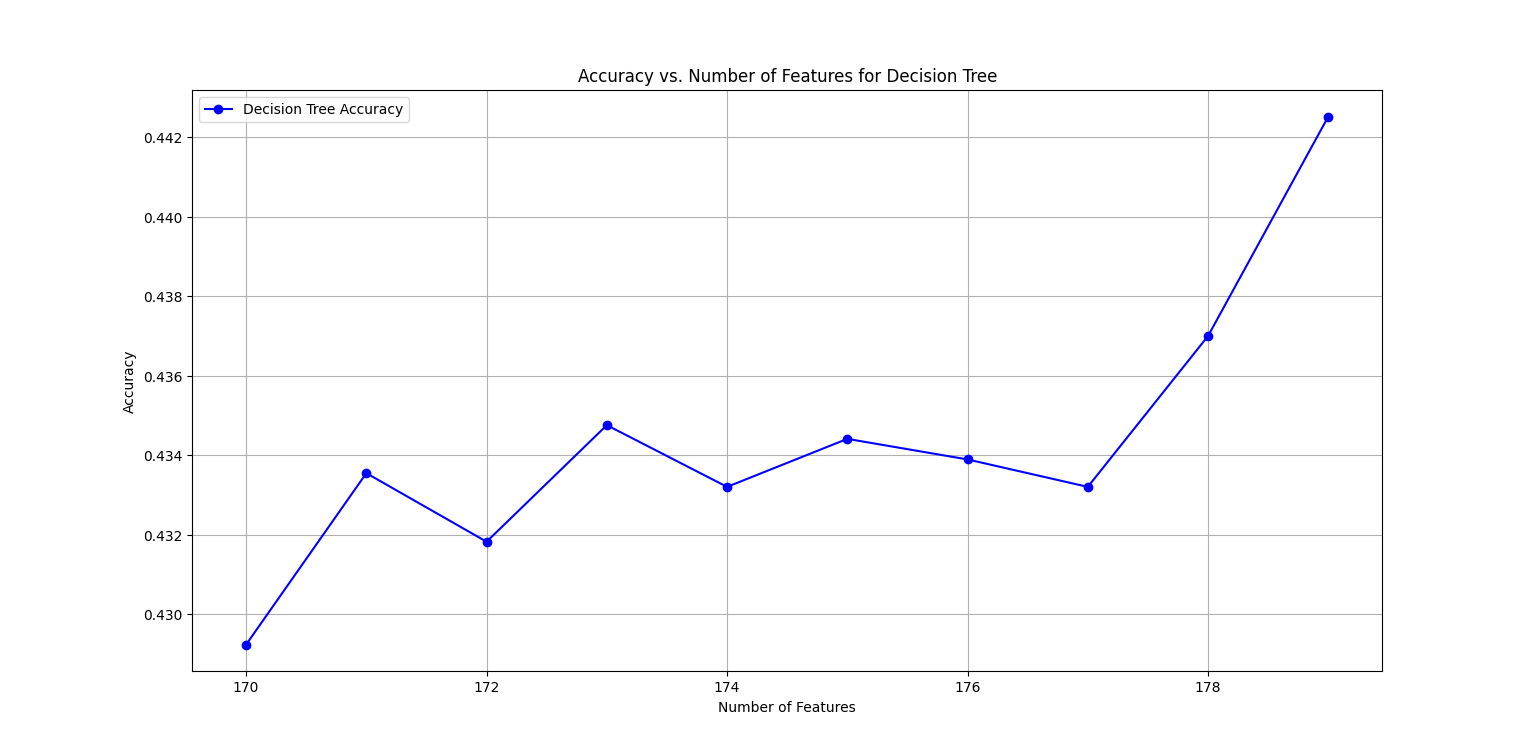 Accuracy vs. Number of Features for Decision Tree
Decision Tree Accuracy
0.442
0.440
0.438
0.436
0.434
0.432
0.430
Accuracy
170 172 174 176 178
Number of Features